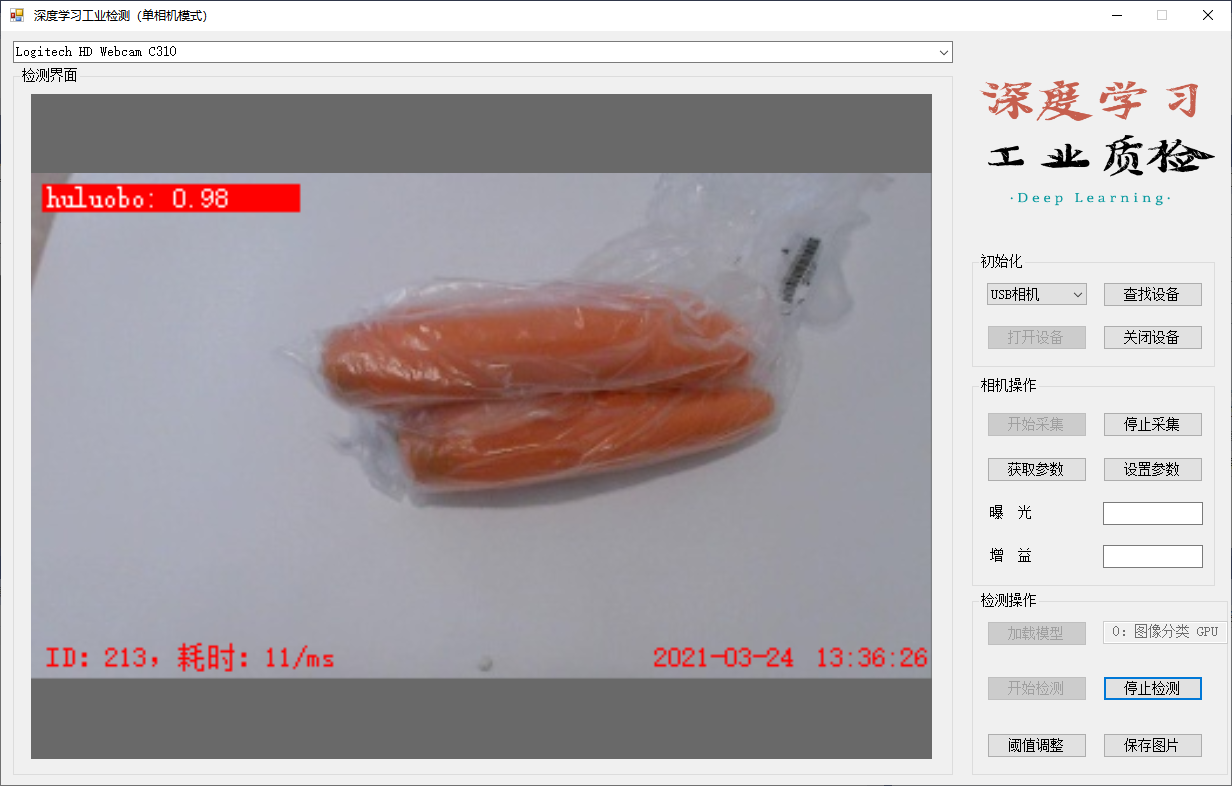 深度学习工业检测（单相机模式）
Logitech HD Webcam C310
检测界面
huluobo: 0.98
ID: 213, 耗时: 11/ms
2021-03-24 13:36:26
深度学习
工业质检
·Deep Learning·
初始化
USB相机
查找设备
打开设备
关闭设备
相机操作
开始采集
停止采集
获取参数
设置参数
曝 光
增 益
检测操作
加载模型
0: 图像分类 GPU
开始检测
停止检测
阈值调整
保存图片